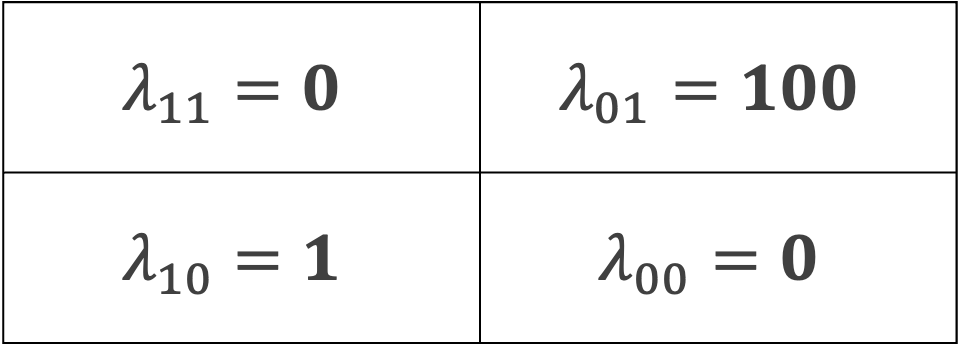 λ₁₁ = 0
λ₀₁ = 100
λ₁₀ = 1
λ₀₀ = 0